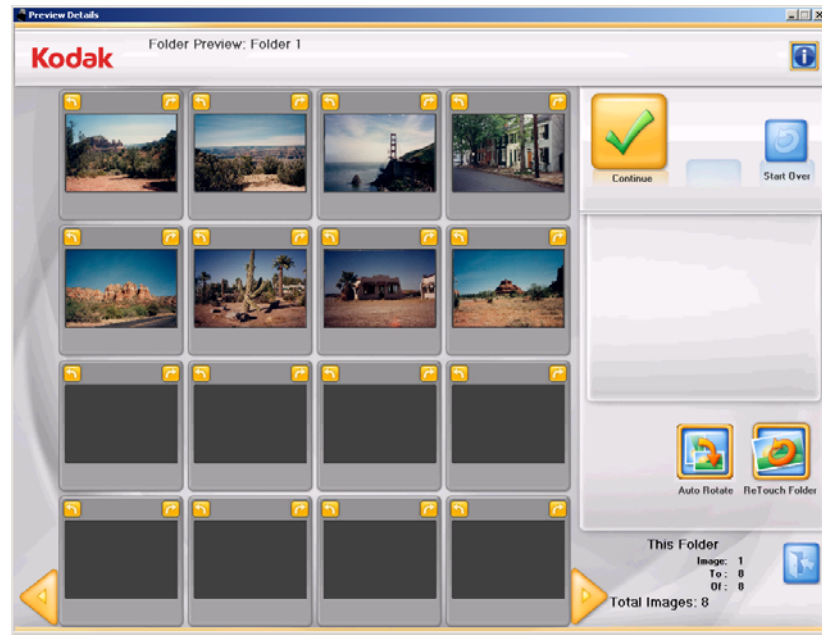 Preview Details
Kodak
Folder Preview: Folder 1
Continue
Start Over
Auto Rotate
ReTouch Folder
This Folder
Image: 1
To: 8
Of: 8
Total Images: 8